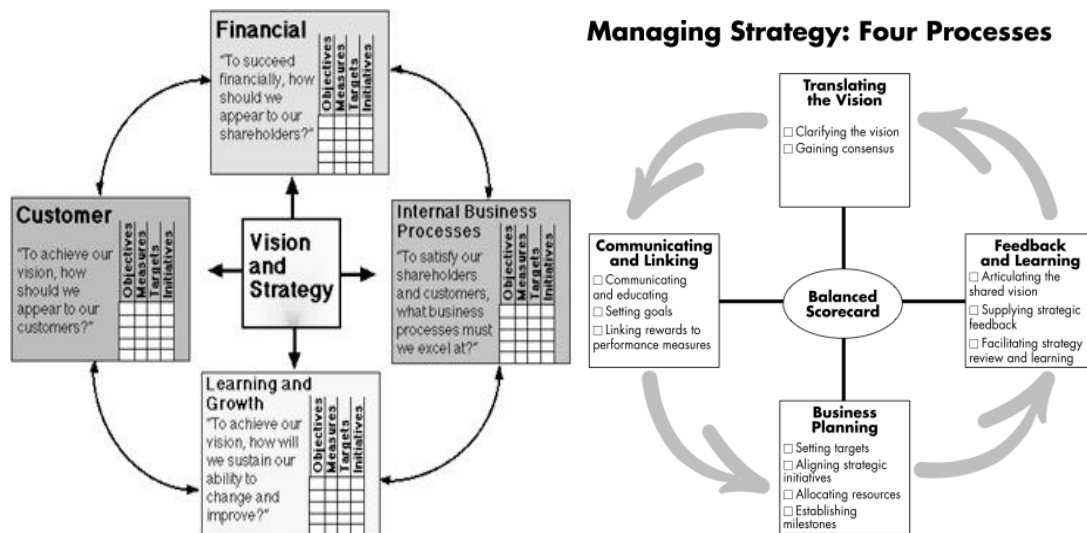 Financial
"To succeed
financially, how
should we
appear to our
shareholders?"
Objectives
Measures
Targets
Initiatives
Customer
"To achieve our
vision, how
should we
appear to our
customers?"
Objectives
Measures
Targets
Initiatives
Vision
and
Strategy
Internal Business
Processes
"To satisfy our
shareholders
and customers,
what business
processes must
we excel at?"
Objectives
Measures
Targets
Initiatives
Learning and
Growth
"To achieve our
vision, how will
we sustain our
ability to
change and
improve?"
Objectives
Measures
Targets
Initiatives
Managing Strategy: Four Processes
Translating
the Vision
Clarifying the vision
Gaining consensus
Communicating
and Linking
Communicating
and educating
Setting goals
Linking rewards to
performance measures
Balanced
Scorecard
Feedback
and Learning
Articulating the
shared vision
Supplying strategic
feedback
Facilitating strategy
review and learning
Business
Planning
Setting targets
Aligning strategic
initiatives
Allocating resources
Establishing
milestones